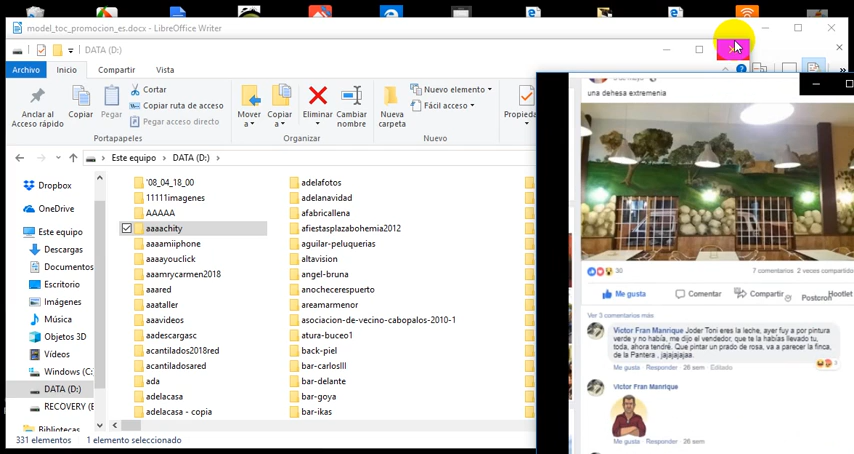 model_toc_promocion_es.docx - LibreOffice Writer
DATA (D:)
Archivo
Inicio
Compartir
Vista
Anclar al
Acceso rápido
Copiar
Pegar
Cortar
Copiar ruta de acceso
Pegar acceso directo
Portapapeles
Mover
a
Copiar
a
Eliminar
Cambiar
nombre
Organizar
Nueva
carpeta
Nuevo elemento
Fácil acceso
Nuevo
Propieda
Este equipo > DATA (D:)
Dropbox
OneDrive
Este equipo
Descargas
Documentos
Escritorio
Imágenes
Música
Objetos 3D
Vídeos
Windows (C:
DATA (D:)
RECOVERY (E
Bibliotecas
'08_04_18_00
11111imagenes
AAAAA
aaaachity
aaaamiiphone
aaaayouclick
aaamrycarmen2018
aaared
aaataller
aaavideos
aadescargasc
acantilados2018red
acantiladosared
ada
adelacasa
adelacasa - copia
adelafotos
adelanavidad
afabricallena
afiestasplazabohemia2012
aguilar-peluquerias
altavision
angel-bruna
anochecerespuerto
areamarmenor
asociacion-de-vecino-cabopalos-2010-1
atura-buceo1
back-piel
bar-carlosIII
bar-delante
bar-goya
bar-ikas
331 elementos
1 elemento seleccionado
una dehesa extremenia
30
7 comentarios 2 veces compartido
Me gusta
Comentar
Compartir
Postcron
Hootlet
Ver 3 comentarios más
Victor Fran Manrique Joder Toni eres la leche, ayer fuy a por pintura
verde y no había, me dijo el vendedor, que te la habías llevado tu,
toda, ahora tendré. Que pintar un prado de rosa, va a parecer la finca,
de la Pantera . jajajajaa.
Me gusta · Responder · 26 sem · Editado
Victor Fran Manrique
Me gusta · Responder · 26 sem